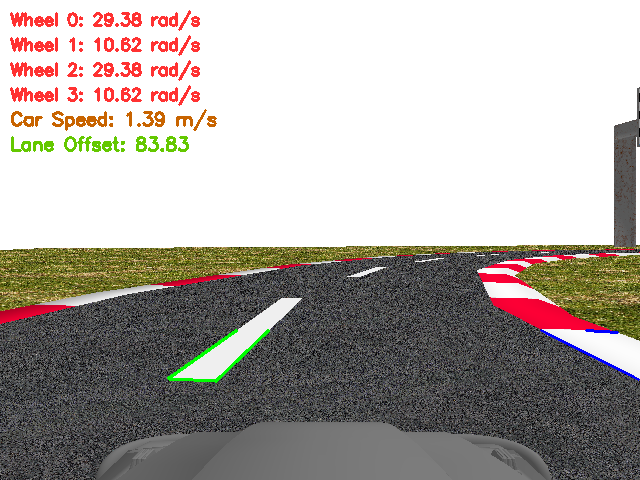 Wheel 0: 29.38 rad/s
Wheel 1: 10.62 rad/s
Wheel 2: 29.38 rad/s
Wheel 3: 10.62 rad/s
Car Speed: 1.39 m/s
Lane Offset: 83.83